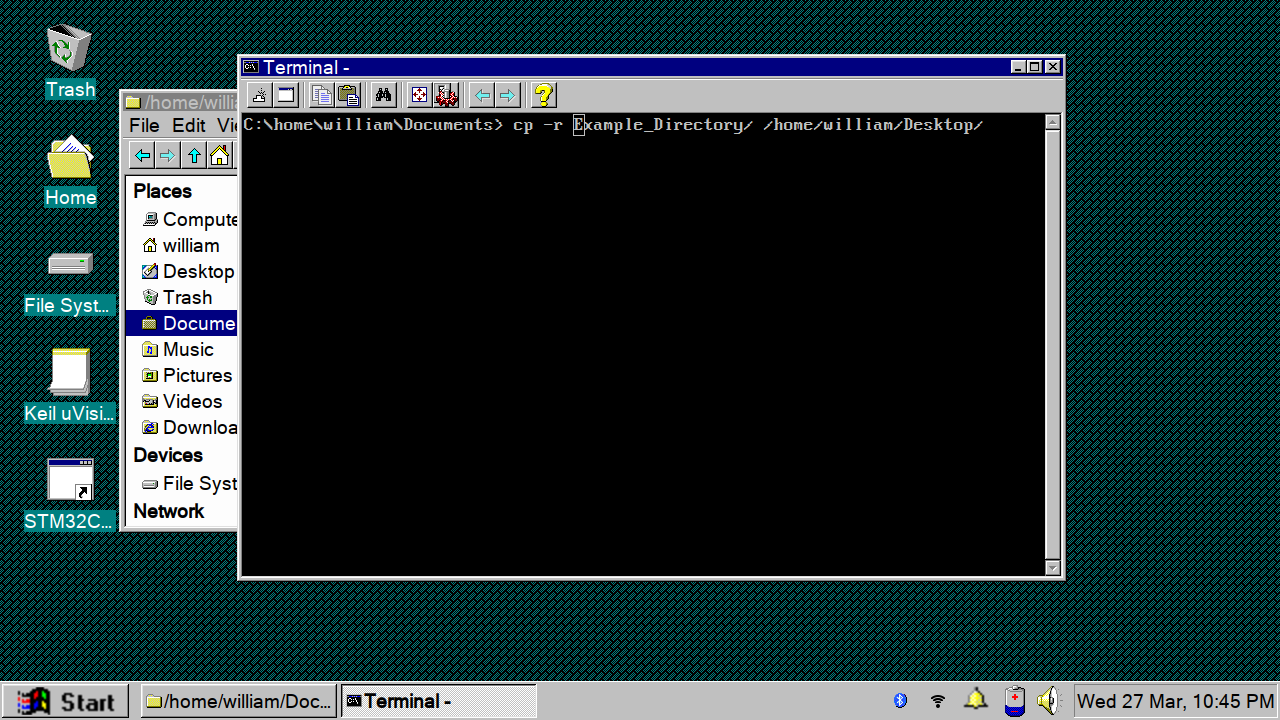 Trash
Home
File Syst...
Keil uVisi...
STM32C...
/home/willia
File Edit Vi
Places
Compute
william
Desktop
Trash
Docume
Music
Pictures
Videos
Downloa
Devices
File Syst
Network
Terminal -
C:\home\william\Documents> cp -r Example_Directory/ /home/william/Desktop/
Start
/home/william/Doc...
Terminal -
Wed 27 Mar, 10:45 PM